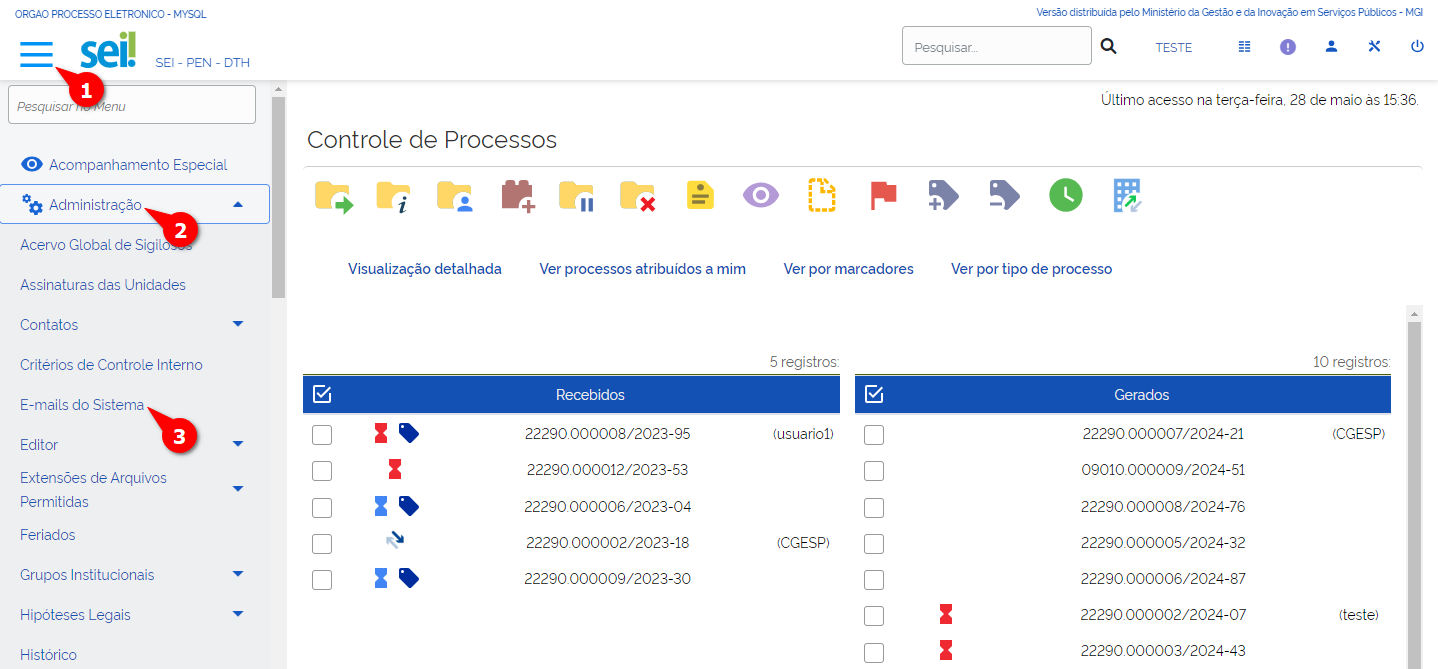 ORGAO PROCESSO ELETRONICO - MYSQL
Versão distribuída pelo Ministério da Gestão e da Inovação em Serviços Públicos - MGI
sei!
SEI - PEN - DTH
Pesquisar...
TESTE
1
Pesquisar no Menu
Último acesso na terça-feira, 28 de maio às 15:36.
Controle de Processos
Acompanhamento Especial
Administração
2
Acervo Global de Sigilosos
Assinaturas das Unidades
Contatos
Critérios de Controle Interno
E-mails do Sistema
3
Editor
Extensões de Arquivos
Permitidas
Feriados
Grupos Institucionais
Hipóteses Legais
Histórico
Visualização detalhada
Ver processos atribuídos a mim
Ver por marcadores
Ver por tipo de processo
5 registros:
Recebidos
22290.000008/2023-95 (usuario1)
22290.000012/2023-53
22290.000006/2023-04
22290.000002/2023-18 (CGESP)
22290.000009/2023-30
10 registros:
Gerados
22290.000007/2024-21 (CGESP)
09010.000009/2024-51
22290.000008/2024-76
22290.000005/2024-32
22290.000006/2024-87
22290.000002/2024-07 (teste)
22290.000003/2024-43